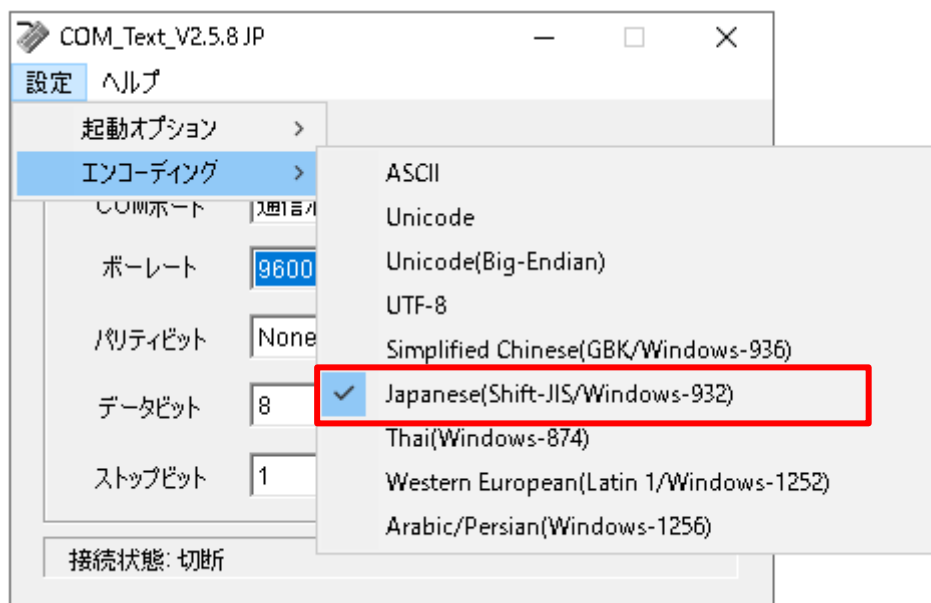 COM_Text_V2.5.8 JP
設定 ヘルプ
起動オプション
エンコーディング
ASCII
Unicode
Unicode(Big-Endian)
UTF-8
Simplified Chinese(GBK/Windows-936)
Japanese(Shift-JIS/Windows-932)
Thai(Windows-874)
Western European(Latin 1/Windows-1252)
Arabic/Persian(Windows-1256)
COMポート
ボーレート 9600
パリティビット None
データビット 8
ストップビット 1
接続状態: 切断